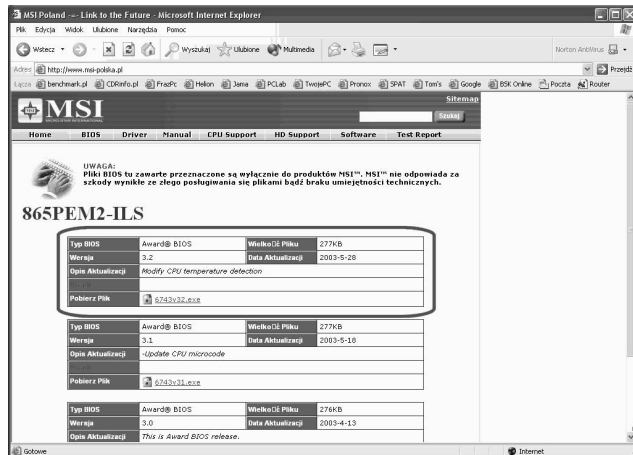 MSI Poland -=- Link to the Future - Microsoft Internet Explorer
Plik Edycja Widok Ulubione Narzędzia Pomoc
Wstecz Wyszukaj Ulubione Multimedia Norton AntiVirus
Adres http://www.msi-polska.pl Przejdź
Łącza benchmark.pl CDRinfo.pl FrazPc Helion Jama PCLab TwojePC Pronox SPAT Tom's Google BSK Online Poczta Router
MSI Sitemap
Szukaj
Home BIOS Driver Manual CPU Support HD Support Software Test Report
UWAGA:
Pliki BIOS tu zawarte przeznaczone są wyłącznie do produktów MSI™. MSI™ nie odpowiada za
szkody wynikłe ze złego posługiwania się plikami bądź braku umiejętności technicznych.
865PEM2-ILS
Typ BIOS Award® BIOS Pliku 277KB
Wersja 3.2 Data Aktualizacji 2003-5-28
Opis Aktualizacji Modify CPU temperature detection
Pobierz Plik 6743v32.exe
Typ BIOS Award® BIOS Pliku 277KB
Wersja 3.1 Data Aktualizacji 2003-5-18
Opis Aktualizacji -Update CPU microcode
Pobierz Plik 6743v31.exe
Typ BIOS Award® BIOS Pliku 276KB
Wersja 3.0 Data Aktualizacji 2003-4-13
Opis Aktualizacji This is Award BIOS release.
Gotowe Internet